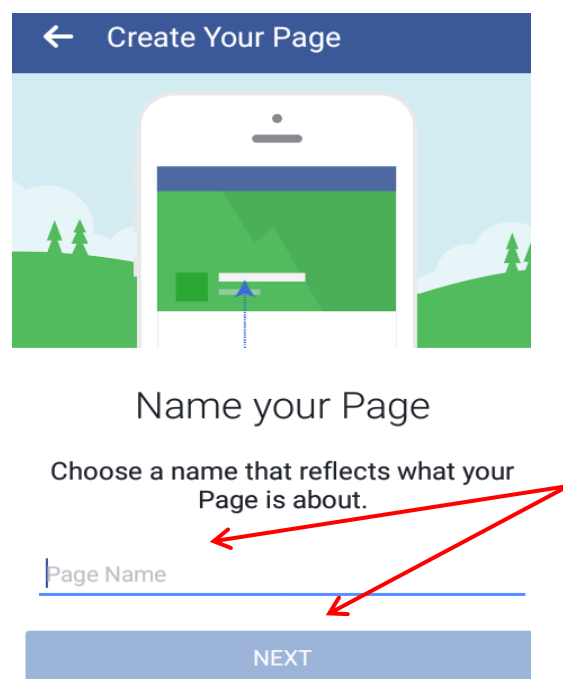 Create Your Page
Name your Page
Choose a name that reflects what your
Page is about.
Page Name
NEXT